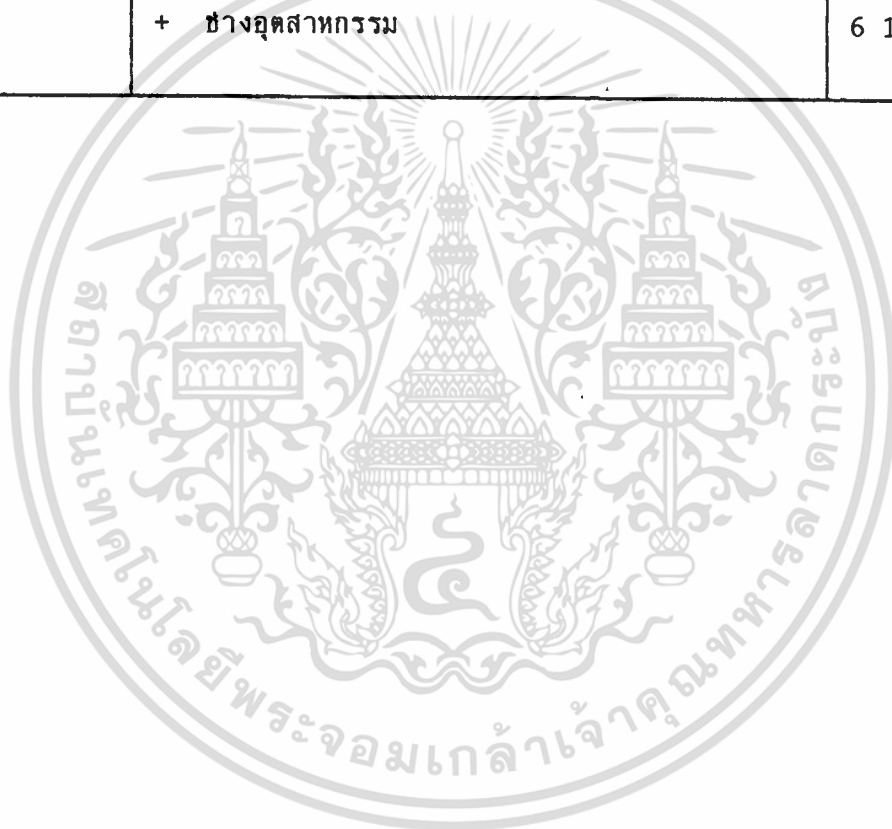 + ช่างอุตสาหกรรม 6 1
สถาบันเทคโนโลยีพระจอมเกล้าเจ้าคุณทหารลาดกระบัง
๔